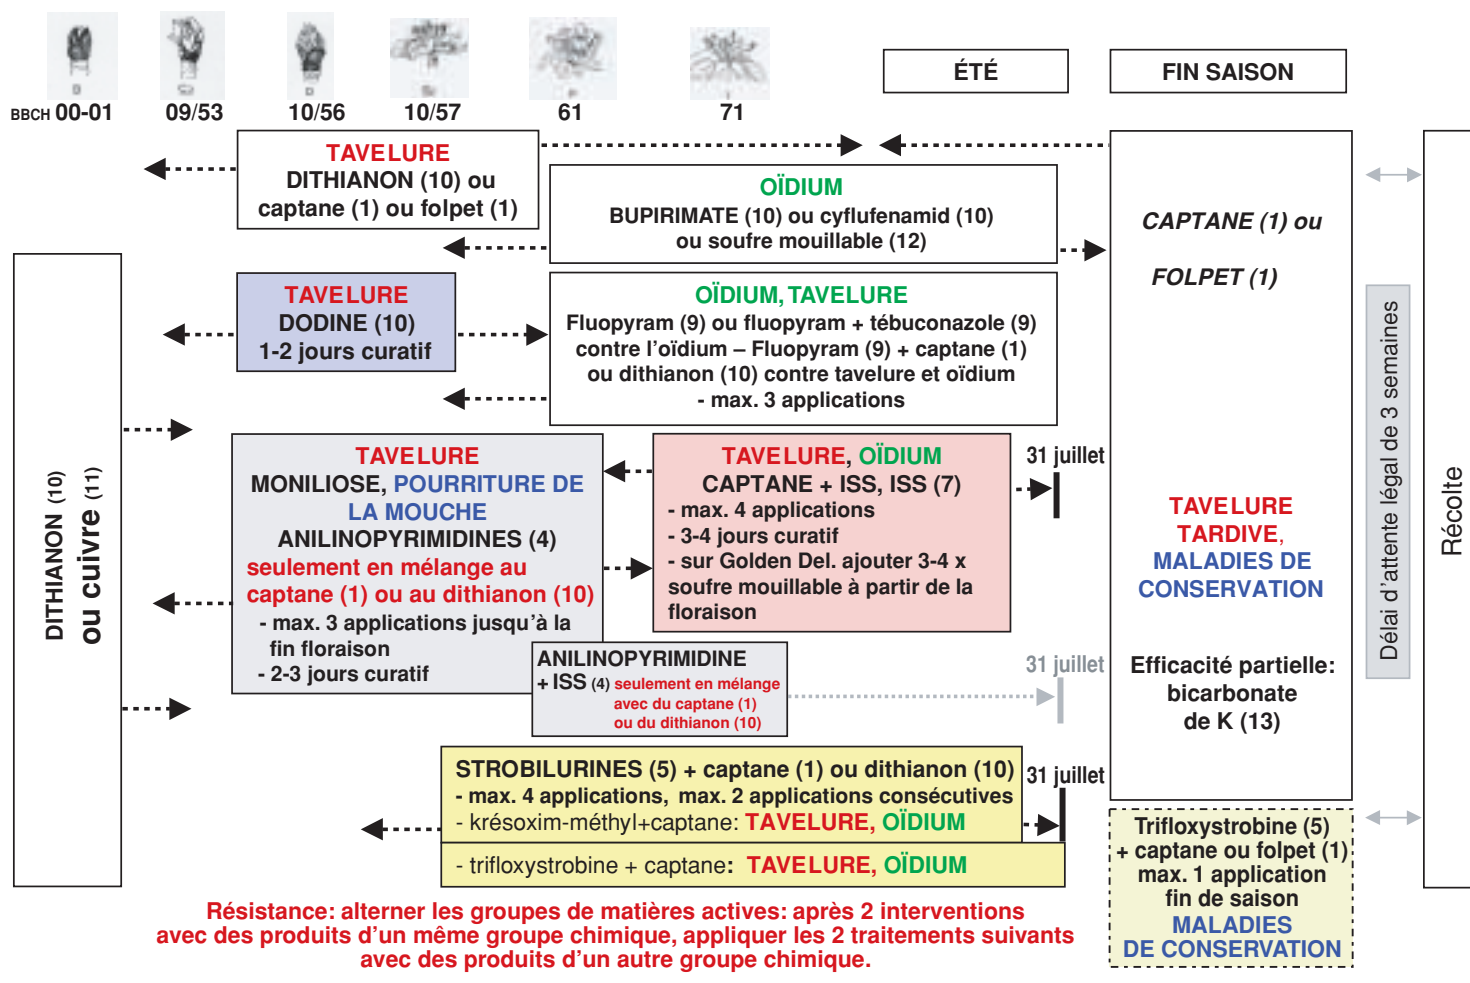 BBCH 00-01
09/53
10/56
10/57
61
71
ÉTÉ
FIN SAISON
TAVELURE
DITHIANON (10) ou
captane (1) ou folpet (1)
OÏDIUM
BUPIRIMATE (10) ou cyflufenamid (10)
ou soufre mouillable (12)
TAVELURE
DODINE (10)
1-2 jours curatif
OÏDIUM, TAVELURE
Fluopyram (9) ou fluopyram + tébuconazole (9)
contre l'oïdium – Fluopyram (9) + captane (1)
ou dithianon (10) contre tavelure et oïdium
- max. 3 applications
DITHIANON (10)
ou cuivre (11)
TAVELURE
MONILIOSE, POURRITURE DE
LA MOUCHE
ANILINOPYRIMIDINES (4)
seulement en mélange au
captane (1) ou au dithianon (10)
- max. 3 applications jusqu'à la
fin floraison
- 2-3 jours curatif
TAVELURE, OÏDIUM
CAPTANE + ISS, ISS (7)
- max. 4 applications
- 3-4 jours curatif
- sur Golden Del. ajouter 3-4 x
soufre mouillable à partir de la
floraison
31 juillet
ANILINOPYRIMIDINE
+ ISS (4) seulement en mélange
avec du captane (1)
ou du dithianon (10)
31 juillet
STROBILURINES (5) + captane (1) ou dithianon (10)
- max. 4 applications, max. 2 applications consécutives
- krésoxim-méthyl+captane: TAVELURE, OÏDIUM
- trifloxystrobine + captane: TAVELURE, OÏDIUM
31 juillet
CAPTANE (1) ou
FOLPET (1)
TAVELURE
TARDIVE,
MALADIES DE
CONSERVATION
Efficacité partielle:
bicarbonate
de K (13)
Trifloxystrobine (5)
+ captane ou folpet (1)
max. 1 application
fin de saison
MALADIES
DE CONSERVATION
Délai d'attente légal de 3 semaines
Récolte
Résistance: alterner les groupes de matières actives: après 2 interventions
avec des produits d'un même groupe chimique, appliquer les 2 traitements suivants
avec des produits d'un autre groupe chimique.